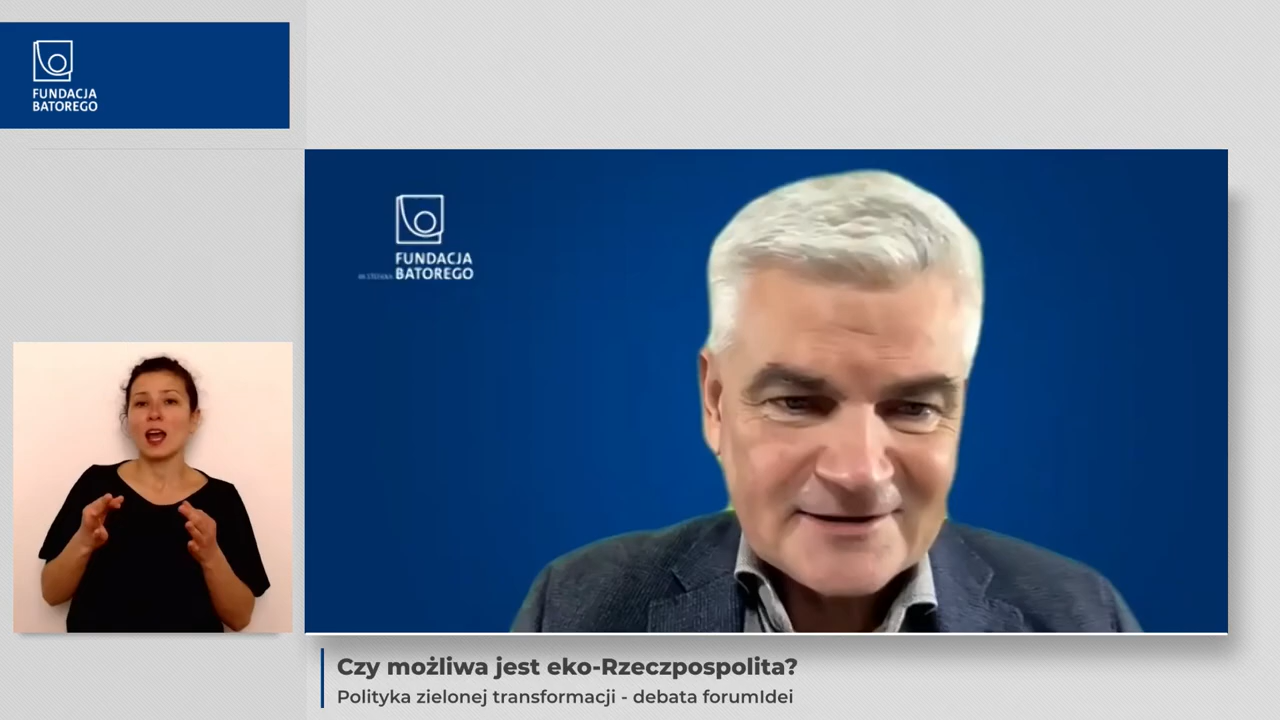 FUNDACJA
BATOREGO
FUNDACJA
BATOREGO
Czy możliwa jest eko-Rzeczpospolita?
Polityka zielonej transformacji - debata forumIdei